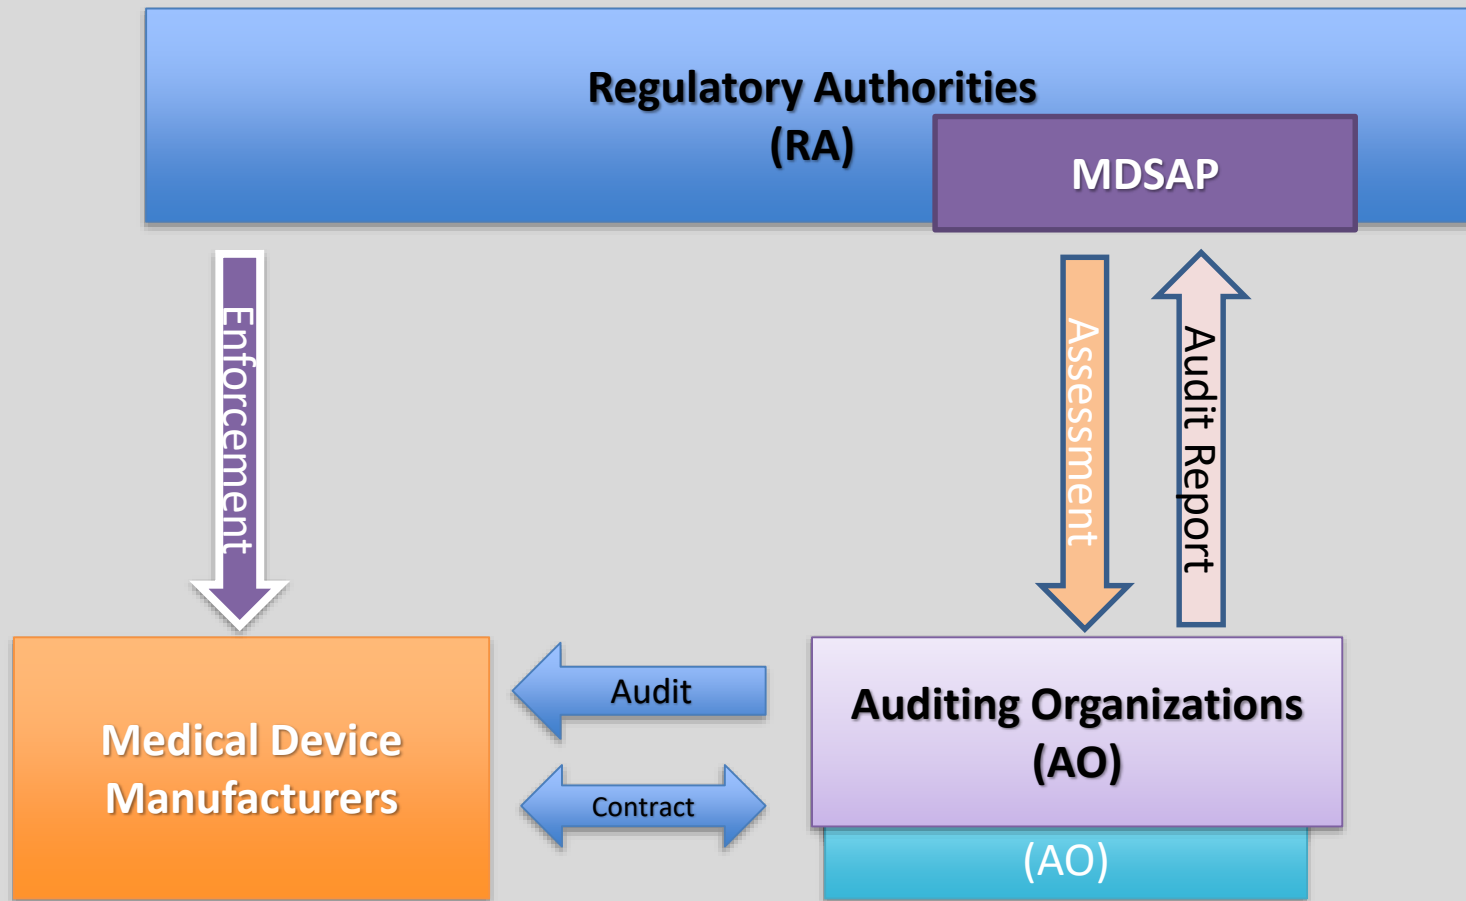 Regulatory Authorities
(RA)
MDSAP
Enforcement
Assessment
Audit Report
Medical Device
Manufacturers
Audit
Contract
Auditing Organizations
(AO)
(AO)